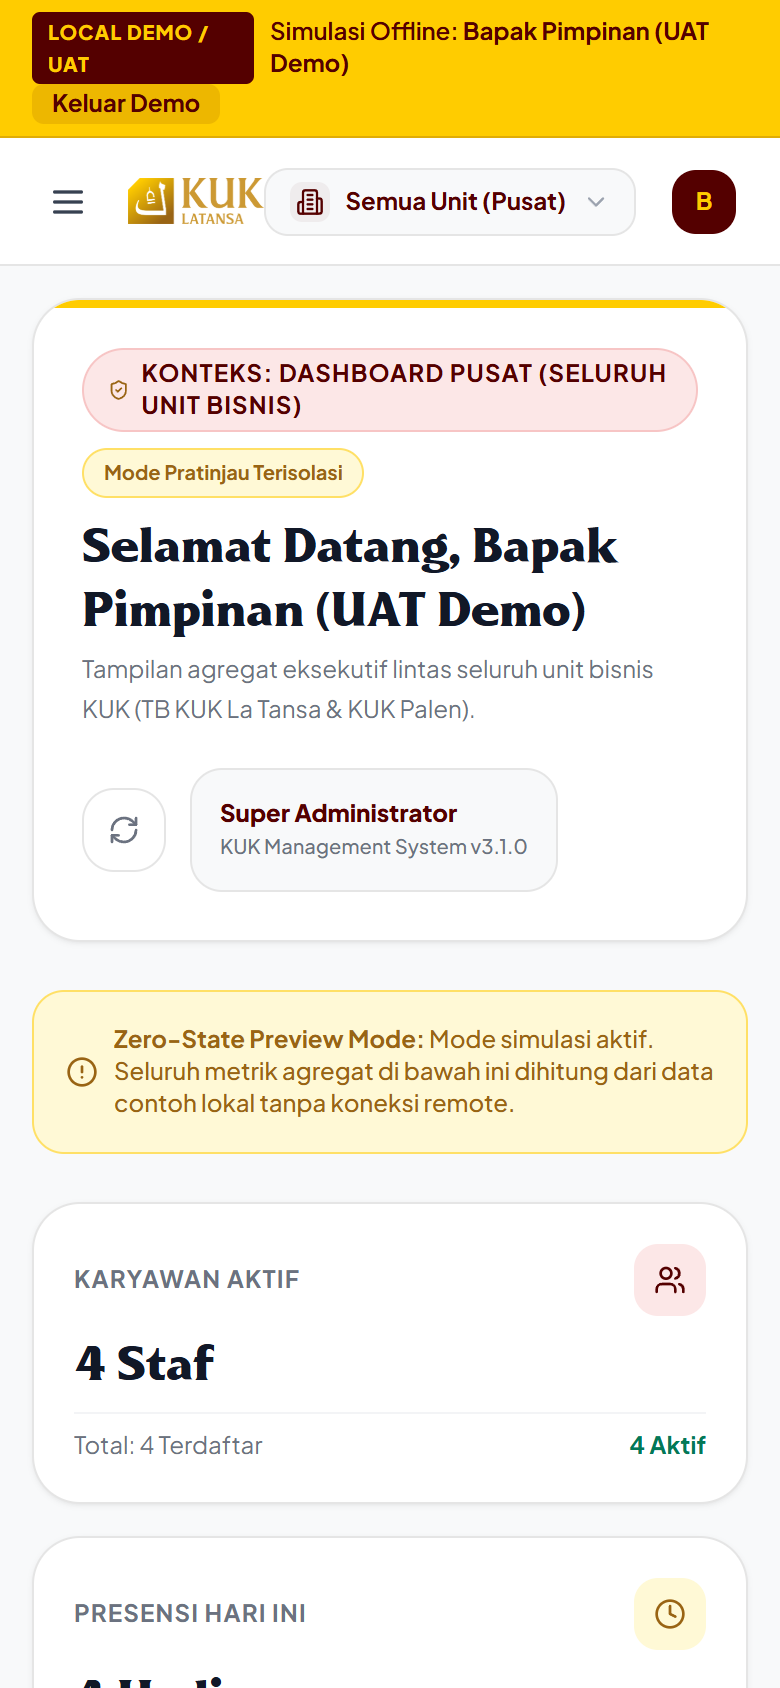 LOCAL DEMO /
UAT
Simulasi Offline: Bapak Pimpinan (UAT
Demo)
Keluar Demo
KUK
LATANSA
Semua Unit (Pusat)
B
KONTEKS: DASHBOARD PUSAT (SELURUH
UNIT BISNIS)
Mode Pratinjau Terisolasi
Selamat Datang, Bapak
Pimpinan (UAT Demo)
Tampilan agregat eksekutif lintas seluruh unit bisnis
KUK (TB KUK La Tansa & KUK Palen).
Super Administrator
KUK Management System v3.1.0
Zero-State Preview Mode: Mode simulasi aktif.
Seluruh metrik agregat di bawah ini dihitung dari data
contoh lokal tanpa koneksi remote.
KARYAWAN AKTIF
4 Staf
Total: 4 Terdaftar
4 Aktif
PRESENSI HARI INI